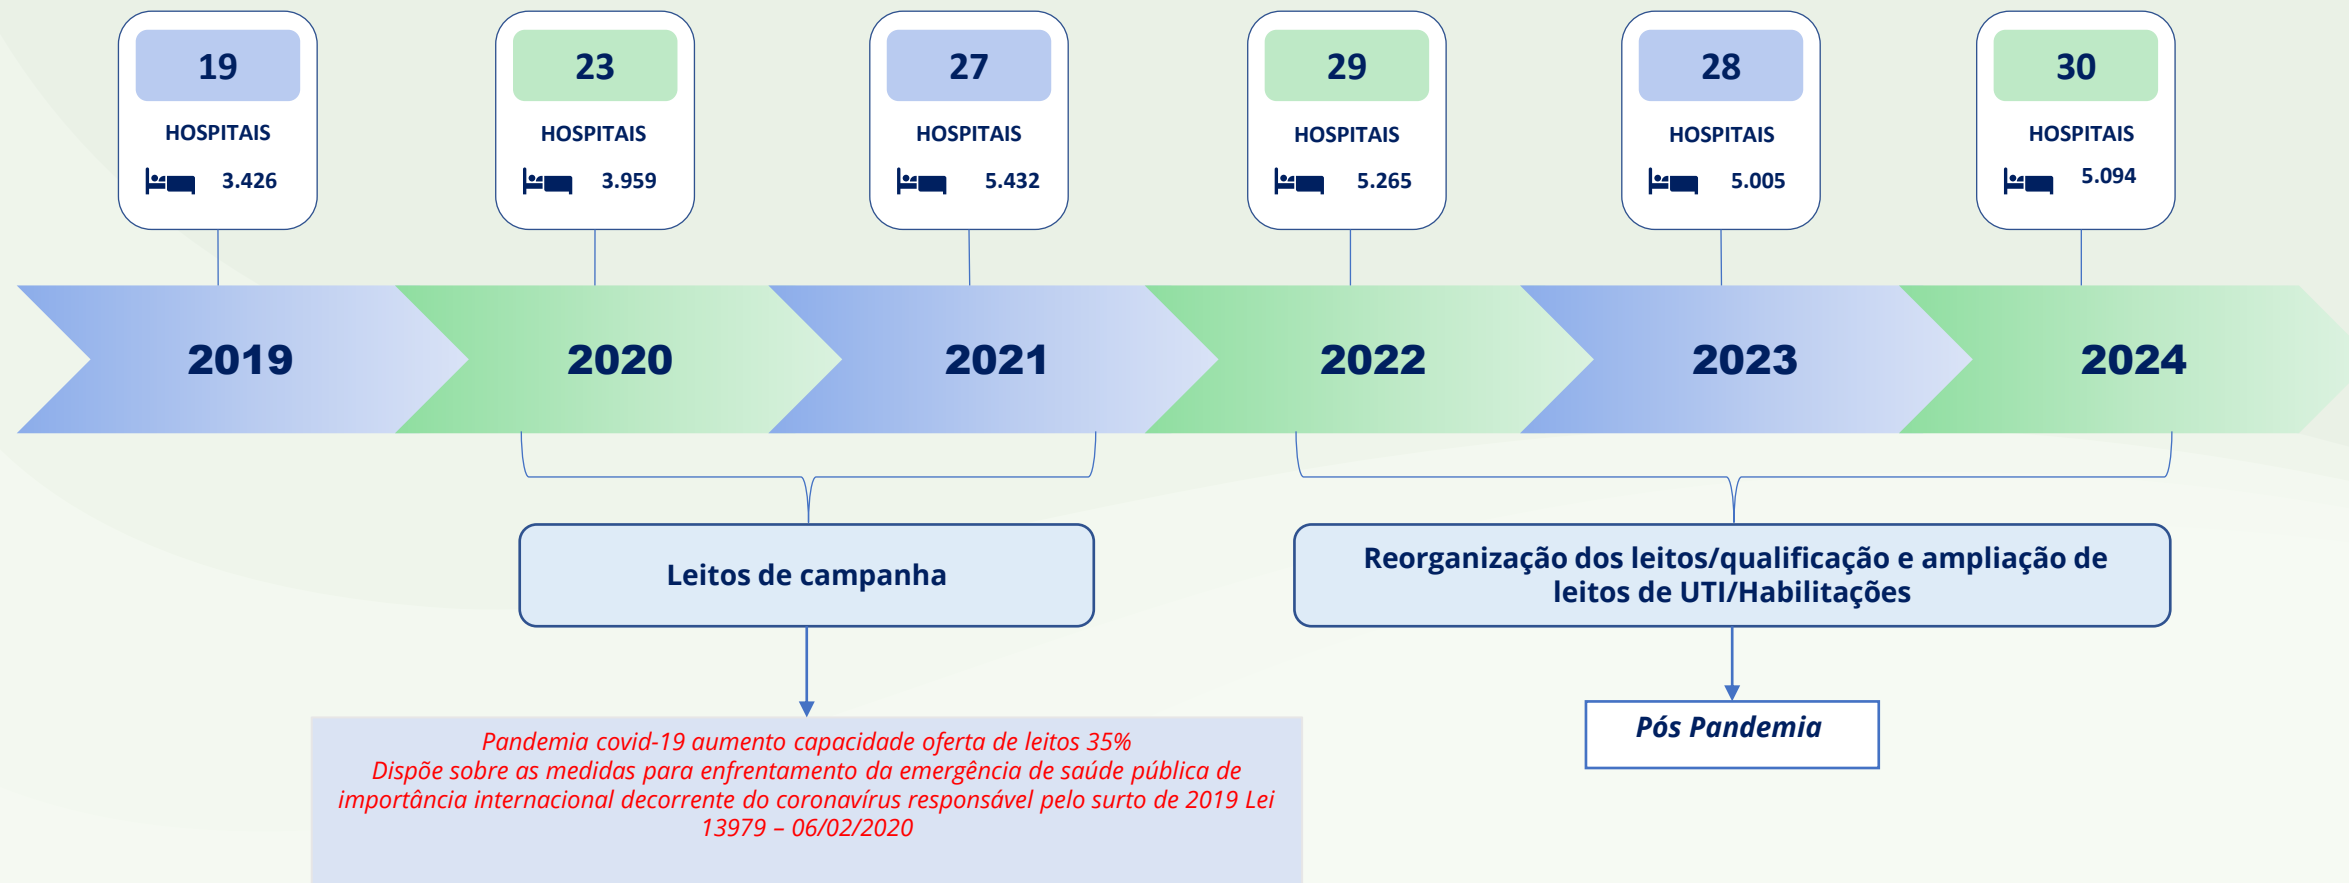 19
HOSPITAIS
3.426
23
HOSPITAIS
3.959
27
HOSPITAIS
5.432
29
HOSPITAIS
5.265
28
HOSPITAIS
5.005
30
HOSPITAIS
5.094
2019
2020
2021
2022
2023
2024
Leitos de campanha
Reorganização dos leitos/qualificação e ampliação de
leitos de UTI/Habilitações
Pandemia covid-19 aumento capacidade oferta de leitos 35%
Dispõe sobre as medidas para enfrentamento da emergência de saúde pública de
importância internacional decorrente do coronavírus responsável pelo surto de 2019 Lei
13979 – 06/02/2020
Pós Pandemia